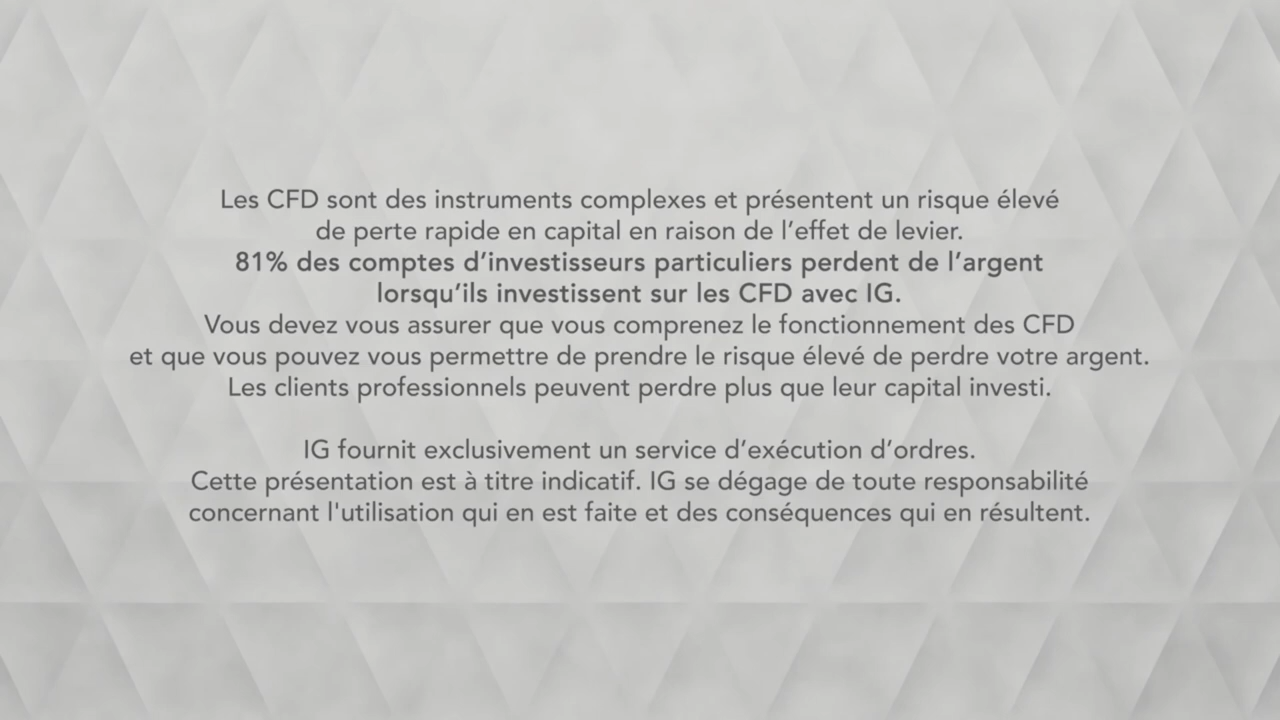 Les CFD sont des instruments complexes et présentent un risque élevé
de perte rapide en capital en raison de l’effet de levier.
81% des comptes d’investisseurs particuliers perdent de l’argent
lorsqu’ils investissent sur les CFD avec IG.
Vous devez vous assurer que vous comprenez le fonctionnement des CFD
et que vous pouvez vous permettre de prendre le risque élevé de perdre votre argent.
Les clients professionnels peuvent perdre plus que leur capital investi.
IG fournit exclusivement un service d’exécution d’ordres.
Cette présentation est à titre indicatif. IG se dégage de toute responsabilité
concernant l'utilisation qui en est faite et des conséquences qui en résultent.